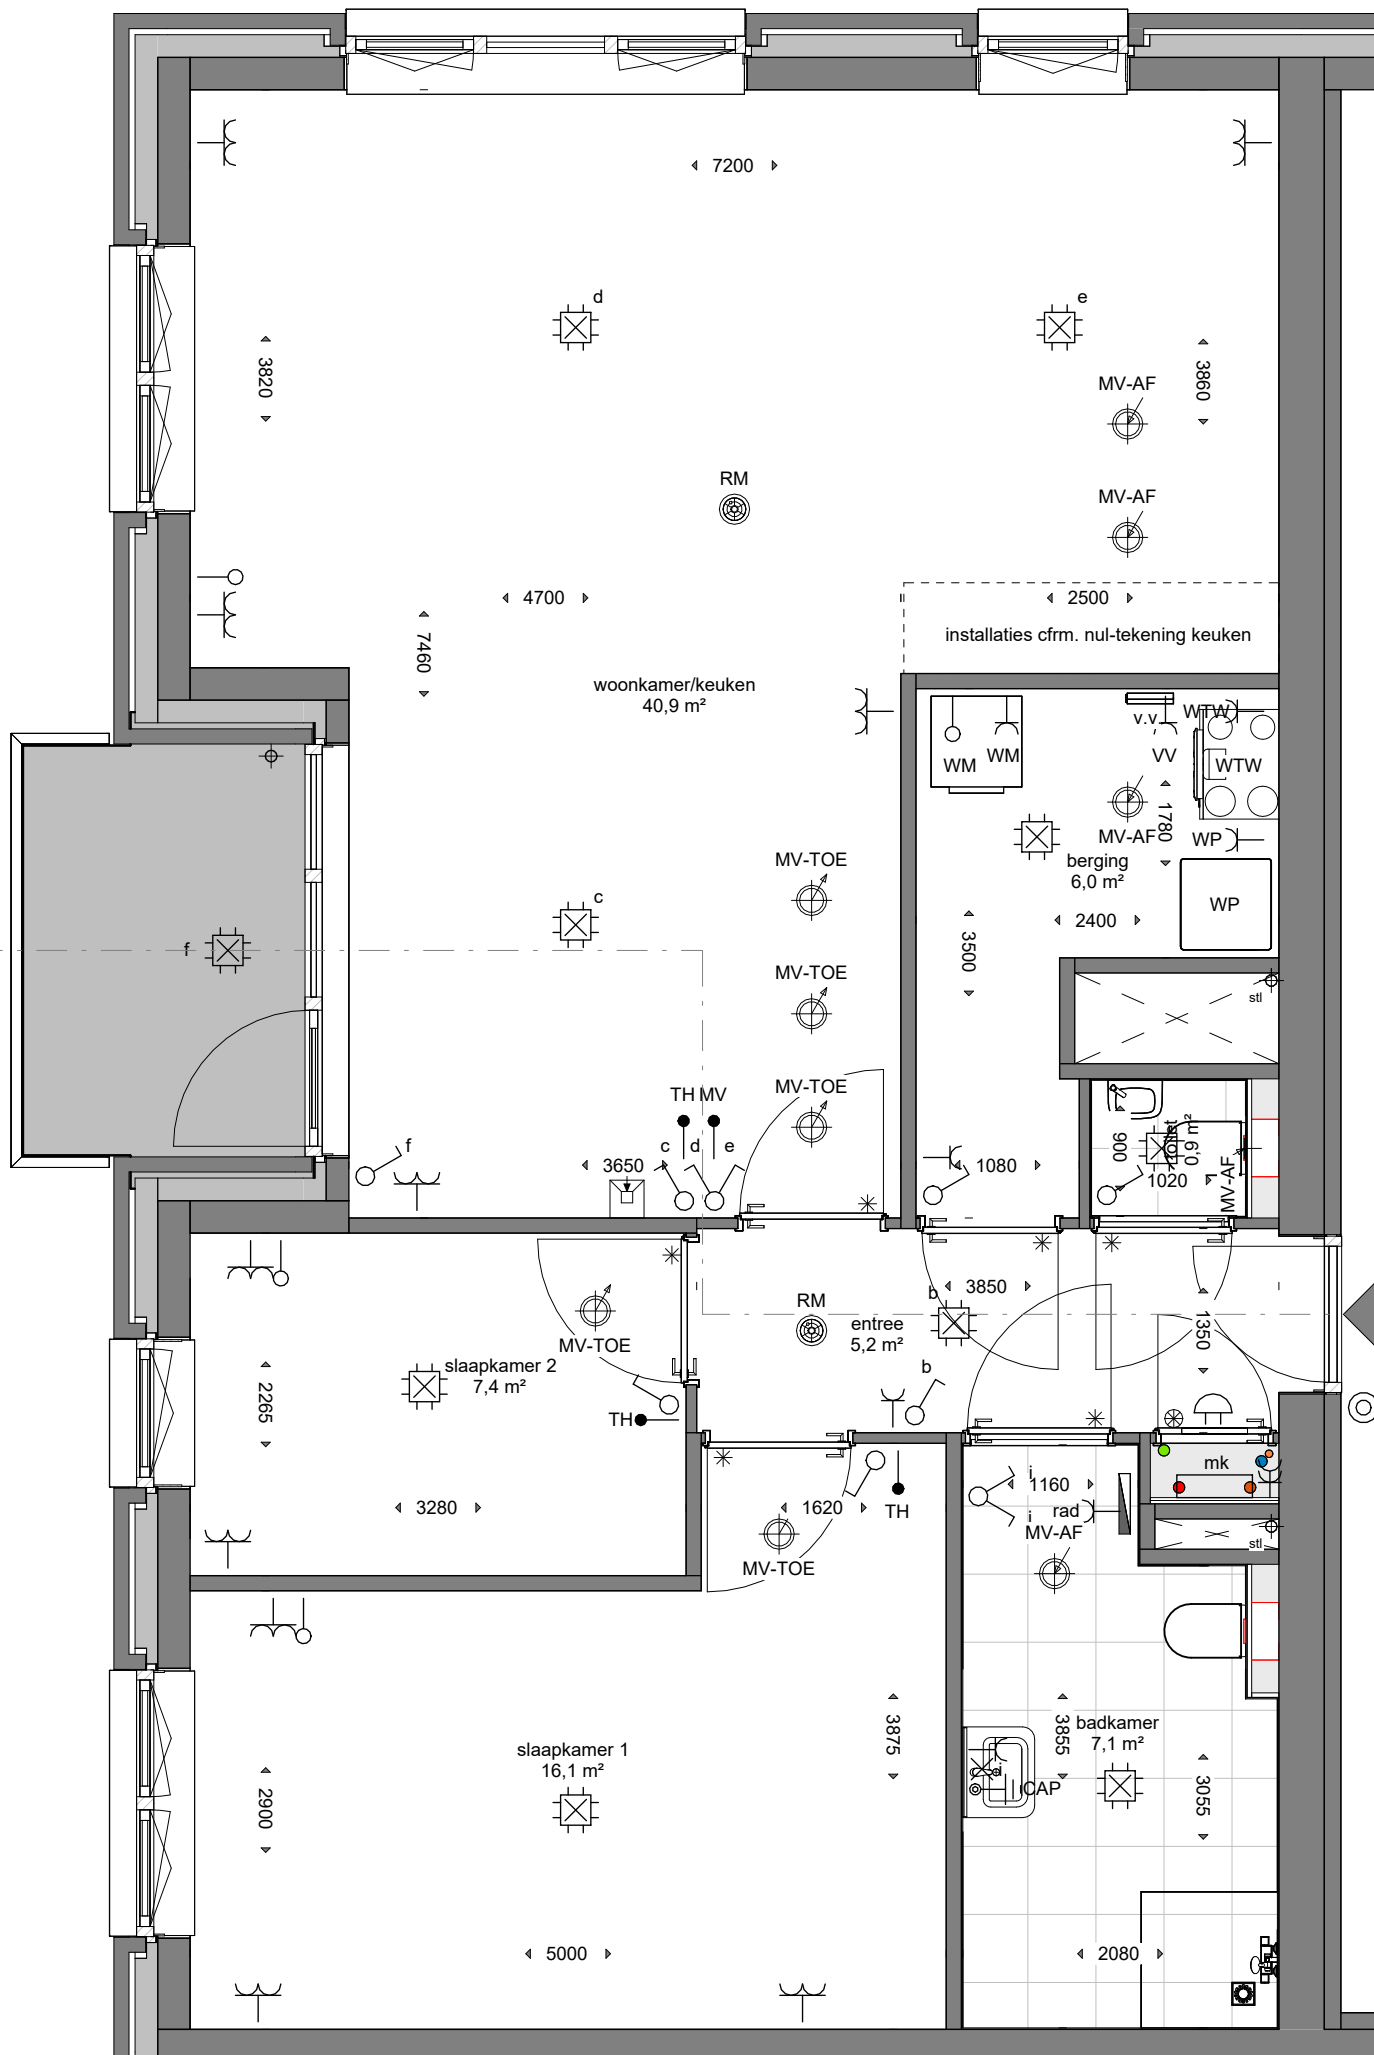 7200
d
e
3820
3860
MV-AF
RM
MV-AF
4700
2500
7460
installaties cfrm. nul-tekening keuken
woonkamer/keuken
40,9 m²
v.v.
WTW
WM
WM
VV
WTW
1780
MV-AF
WP
berging
6,0 m²
MV-TOE
c
WP
2400
3500
f
MV-TOE
stl
MV-TOE
TH
MV
900
toilet
0,9 m²
f
c
d
e
3650
1080
1020
MV-AF
b
3850
RM
entree
5,2 m²
1350
MV-TOE
slaapkamer 2
7,4 m²
b
2265
TH
mk
3280
1620
TH
i
1160
i
rad
MV-AF
stl
MV-TOE
3875
3855
badkamer
7,1 m²
slaapkamer 1
16,1 m²
2900
i
CAP
3055
5000
2080